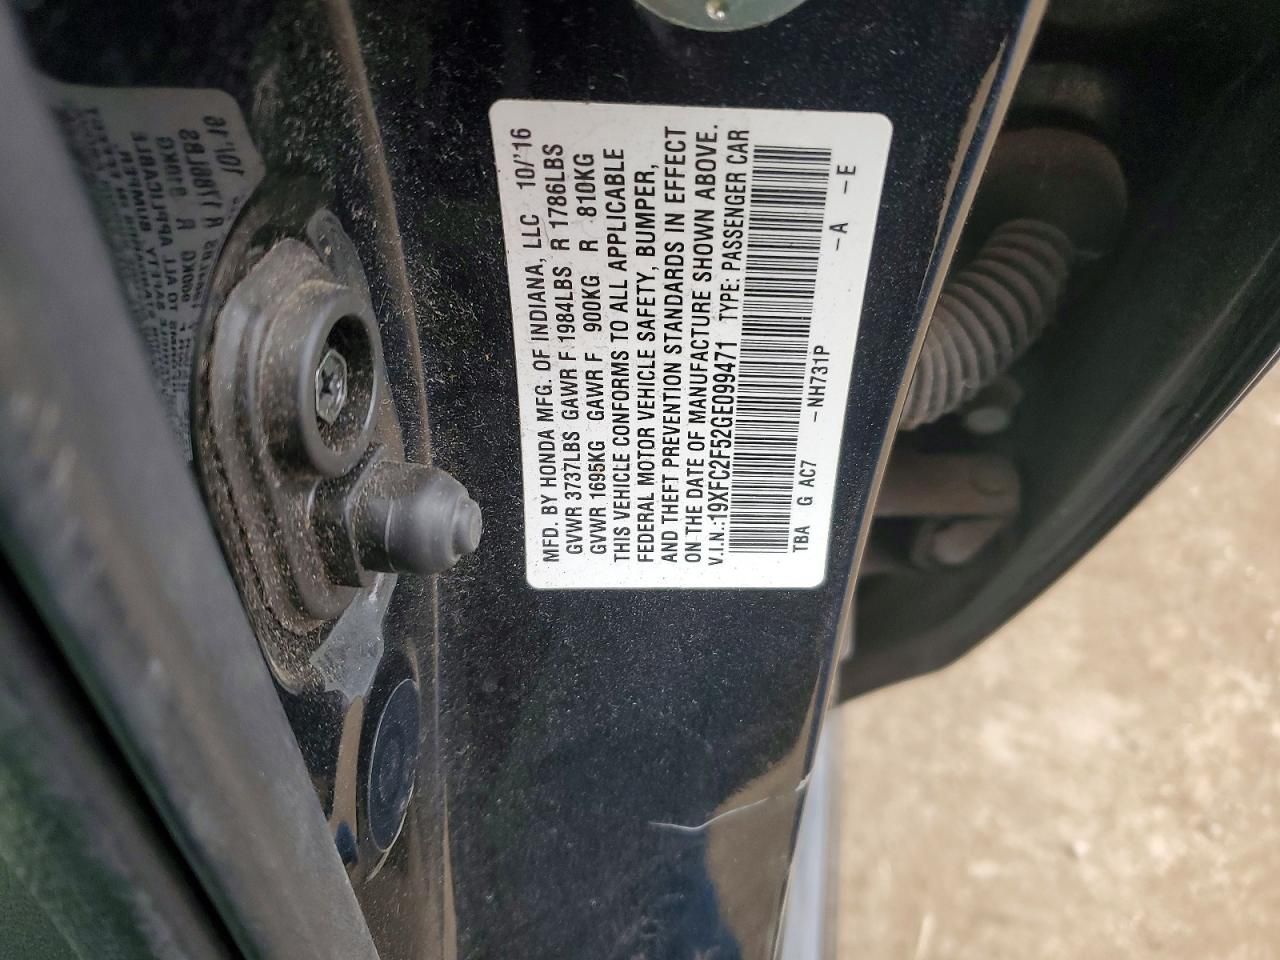 MFD. BY HONDA MFG. OF INDIANA, LLC 10/'16
GVWR 3737LBS GAWR F 1984LBS R 1786LBS
GVWR 1695KG GAWR F 900KG R 810KG
THIS VEHICLE CONFORMS TO ALL APPLICABLE
FEDERAL MOTOR VEHICLE SAFETY, BUMPER,
AND THEFT PREVENTION STANDARDS IN EFFECT
ON THE DATE OF MANUFACTURE SHOWN ABOVE.
V.I.N.:19XFC2F52GE099471 TYPE: PASSENGER CAR
TBA G AC7 - NH731P - A - E